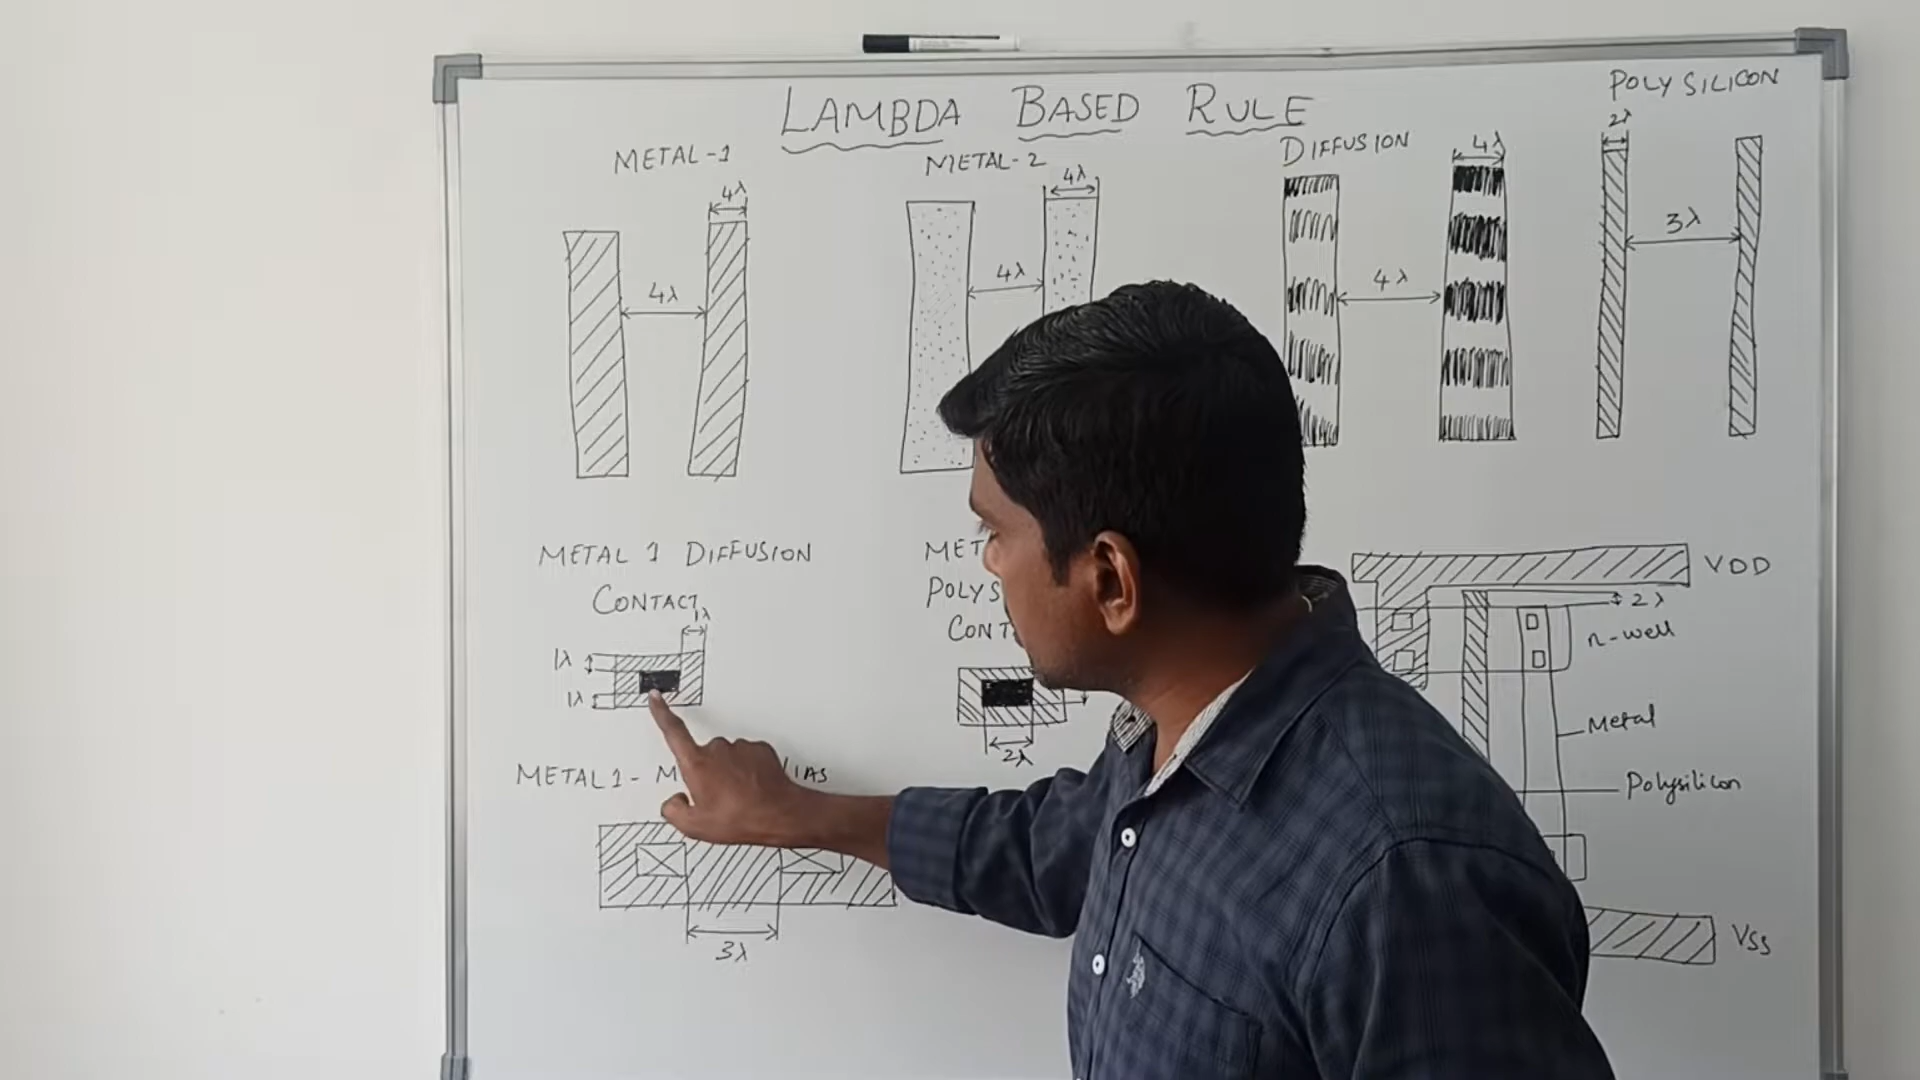 LAMBDA BASED RULE
POLY SILICON
METAL-1
METAL-2
DIFFUSION
2λ
4λ
4λ
4λ
3λ
4λ
4λ
4λ
METAL 1 DIFFUSION
CONTACT
1λ
1λ
1λ
POLY
2λ
VDD
2λ
n-well
Metal
Polysilicon
METAL 1-
3λ
VSS